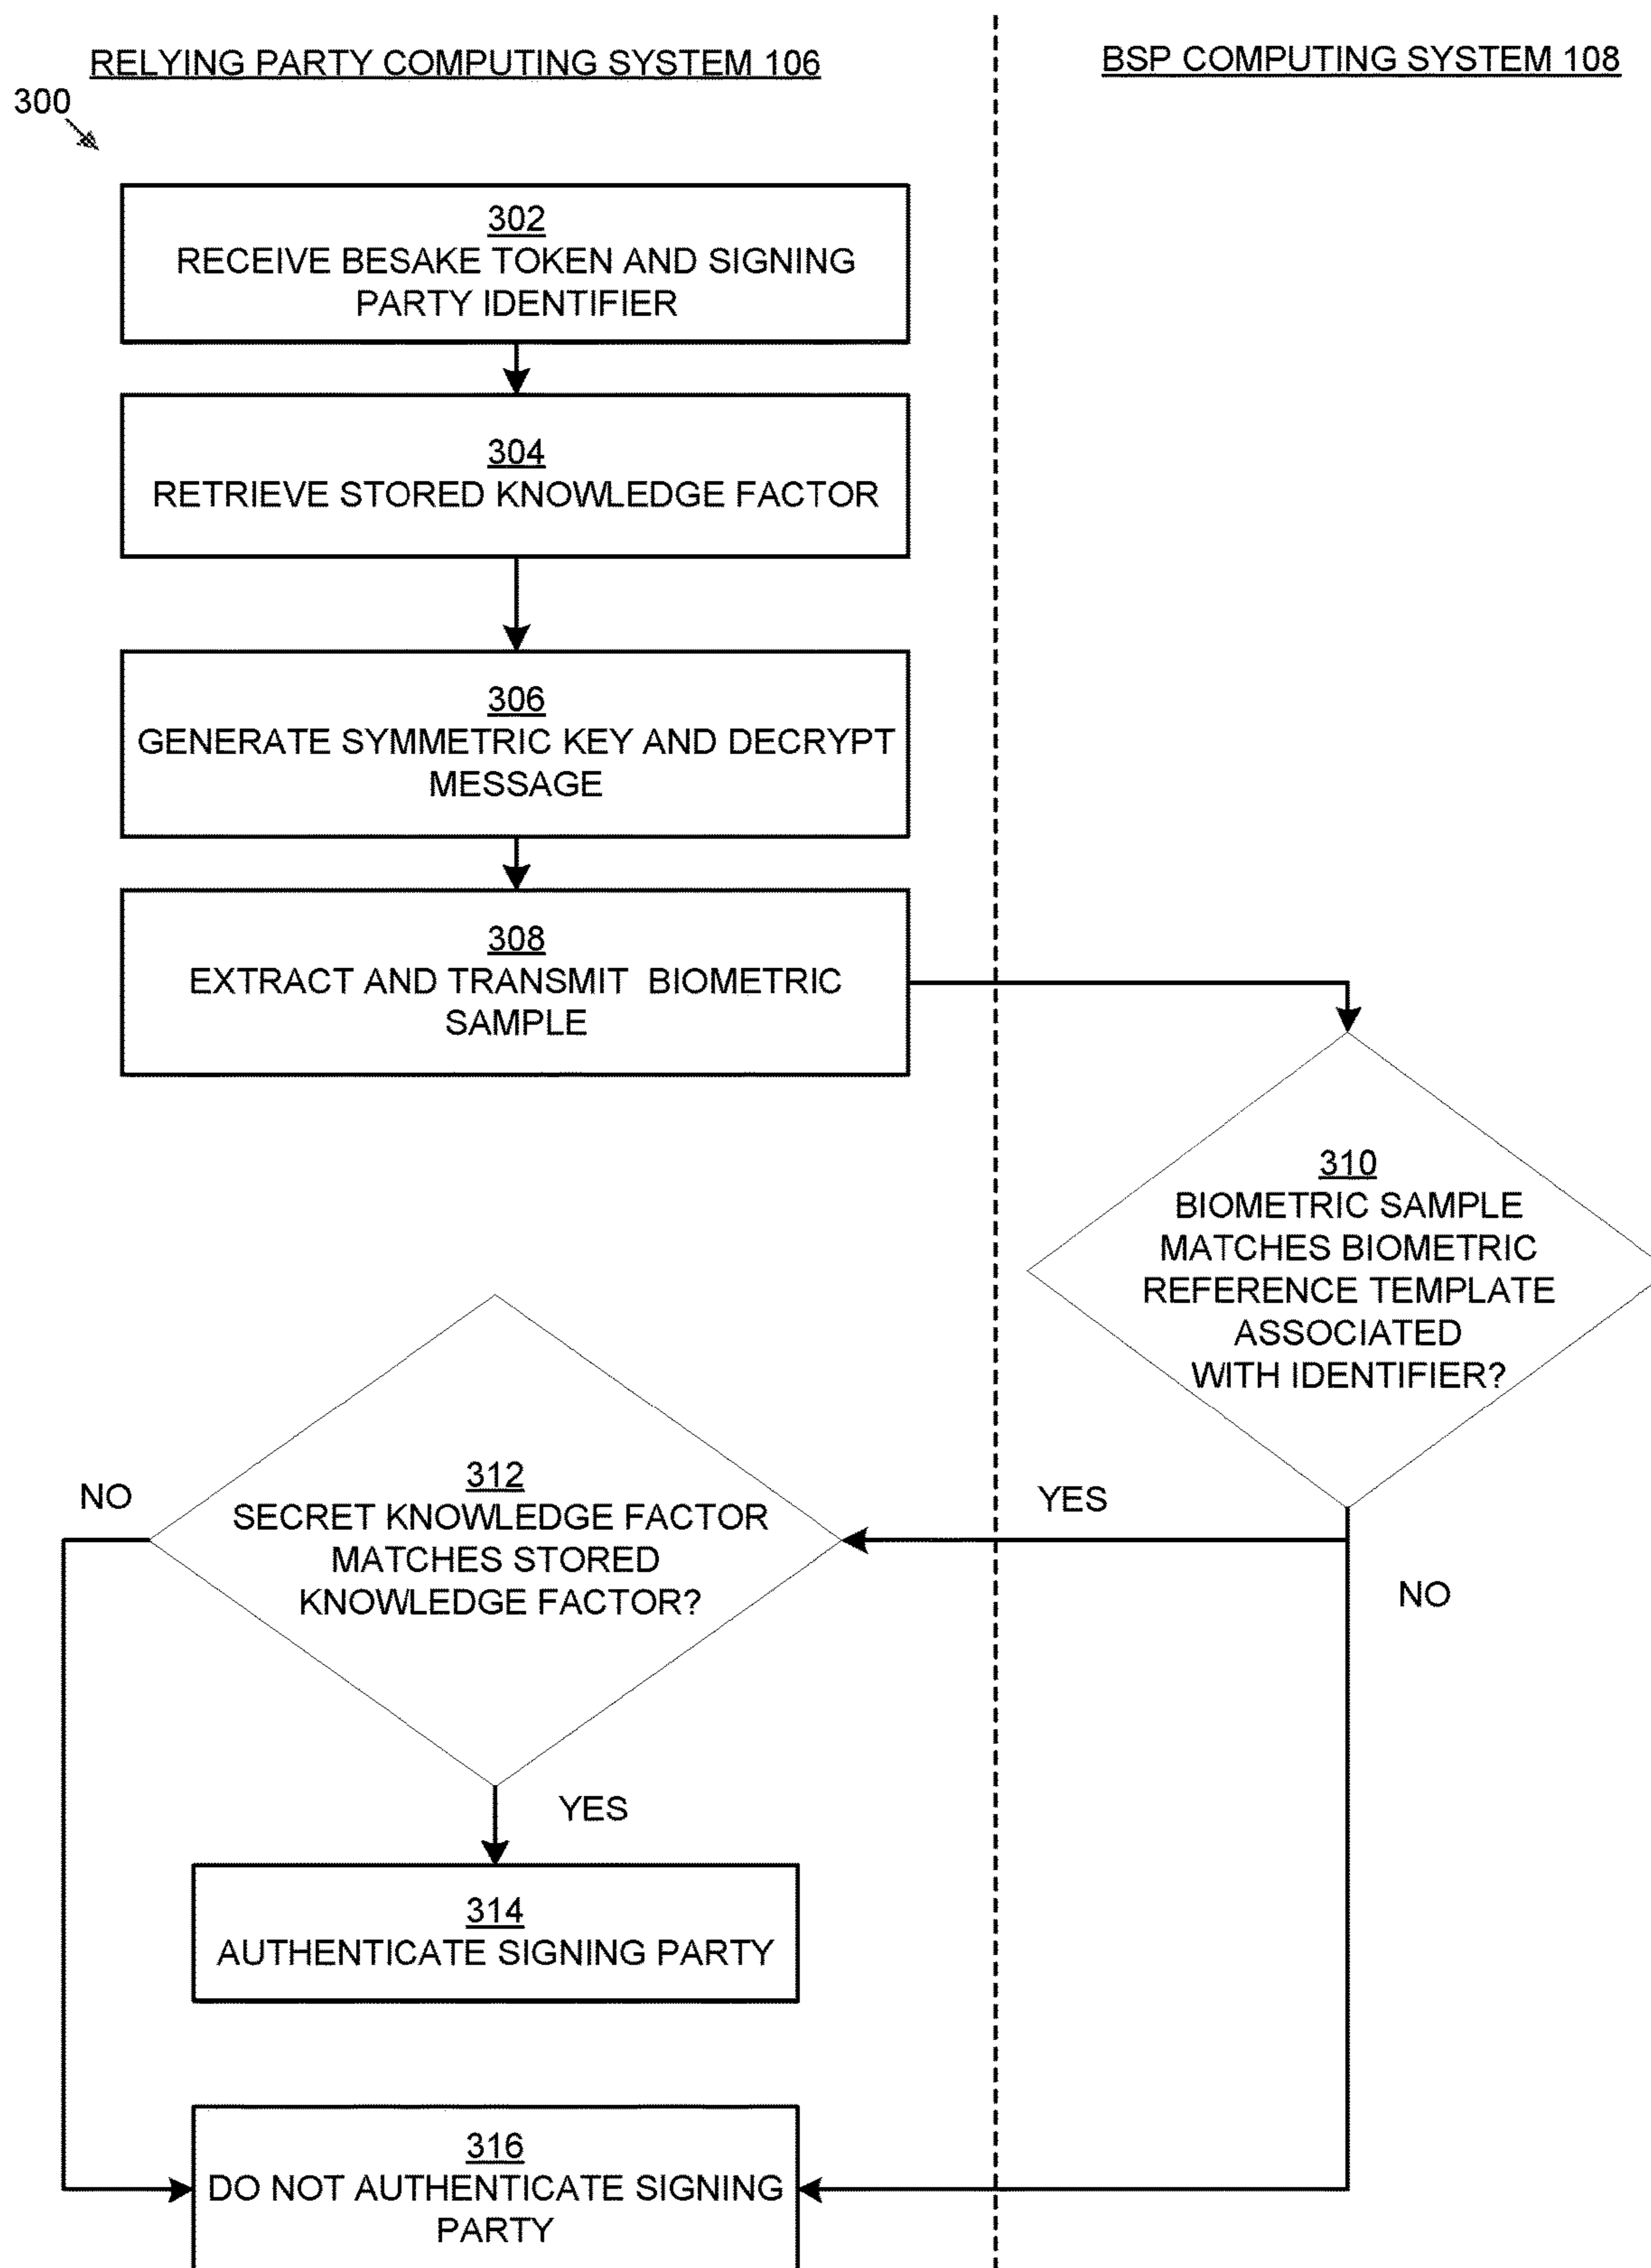 RELYING PARTY COMPUTING SYSTEM 106
BSP COMPUTING SYSTEM 108
300
302
RECEIVE BESAKE TOKEN AND SIGNING
PARTY IDENTIFIER
304
RETRIEVE STORED KNOWLEDGE FACTOR
306
GENERATE SYMMETRIC KEY AND DECRYPT
MESSAGE
308
EXTRACT AND TRANSMIT BIOMETRIC
SAMPLE
310
BIOMETRIC SAMPLE
MATCHES BIOMETRIC
REFERENCE TEMPLATE
ASSOCIATED
WITH IDENTIFIER?
312
SECRET KNOWLEDGE FACTOR
MATCHES STORED
KNOWLEDGE FACTOR?
NO
YES
NO
YES
314
AUTHENTICATE SIGNING PARTY
316
DO NOT AUTHENTICATE SIGNING
PARTY